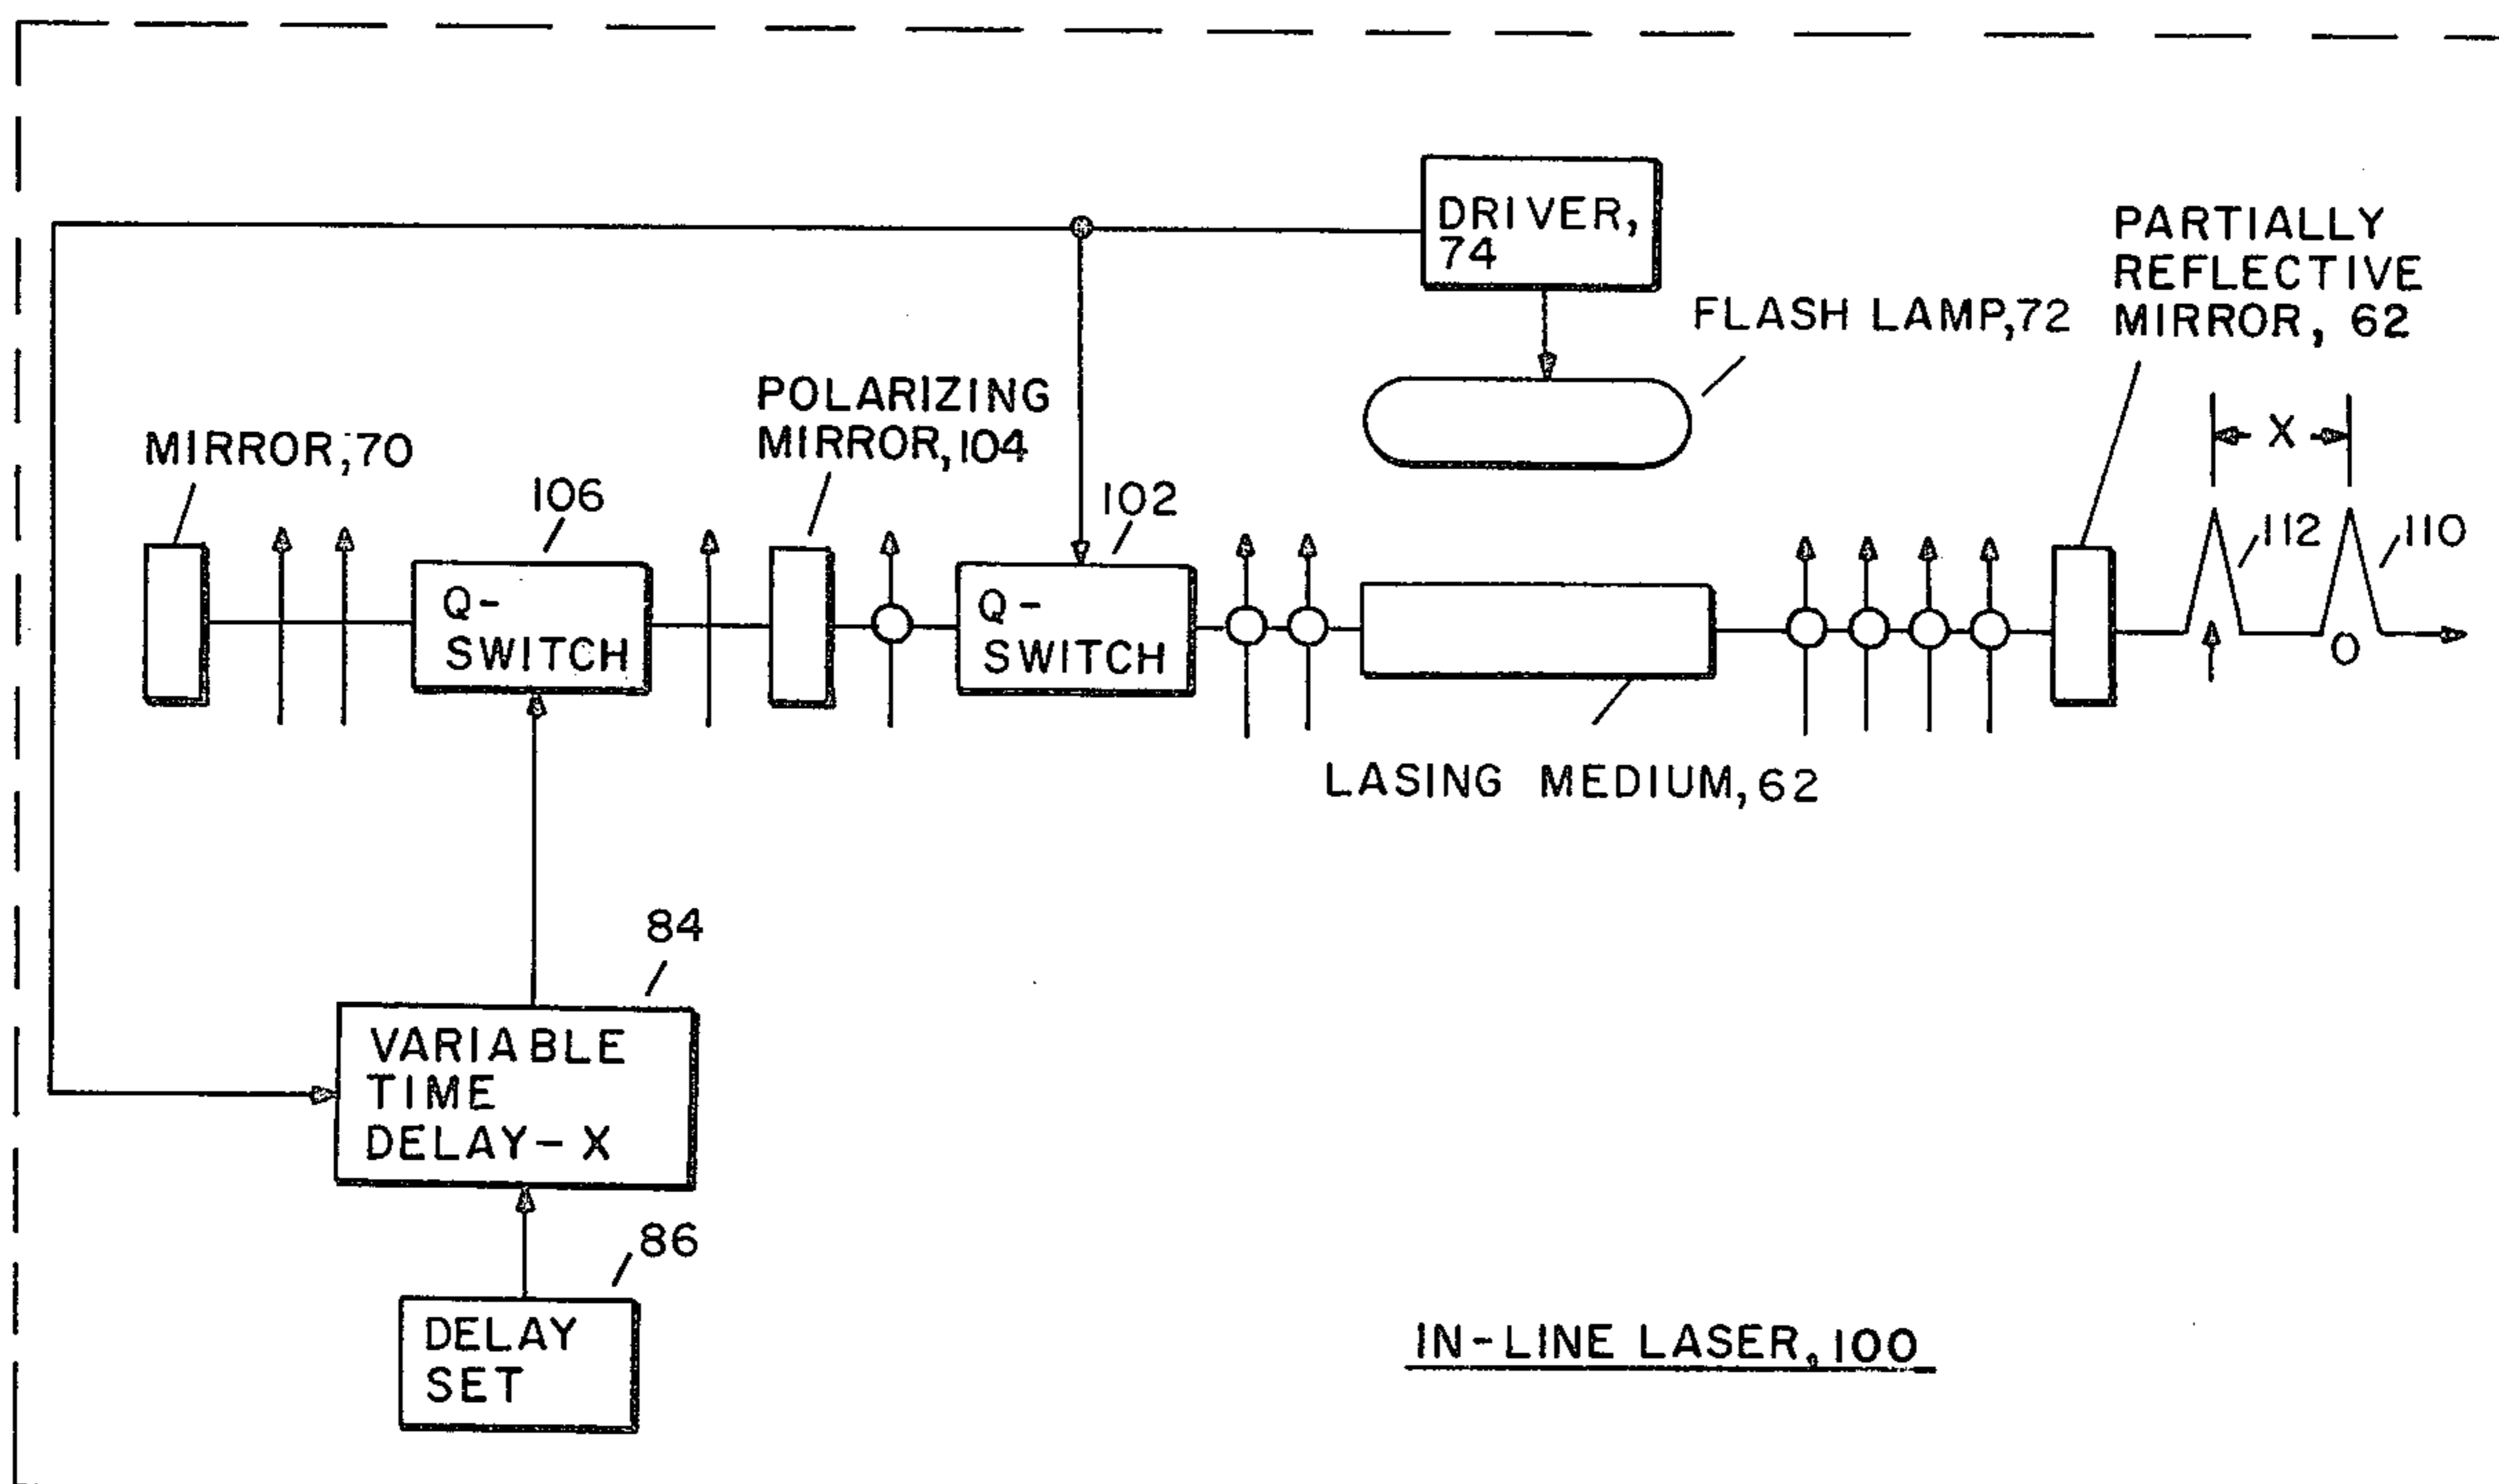 DRIVER,
74
PARTIALLY
REFLECTIVE
MIRROR, 62
FLASH LAMP,72
POLARIZING
MIRROR,104
MIRROR,70
106
102
X
112
110
Q-
SWITCH
Q-
SWITCH
O
LASING MEDIUM,62
84
VARIABLE
TIME
DELAY-X
86
DELAY
SET
IN-LINE LASER,100